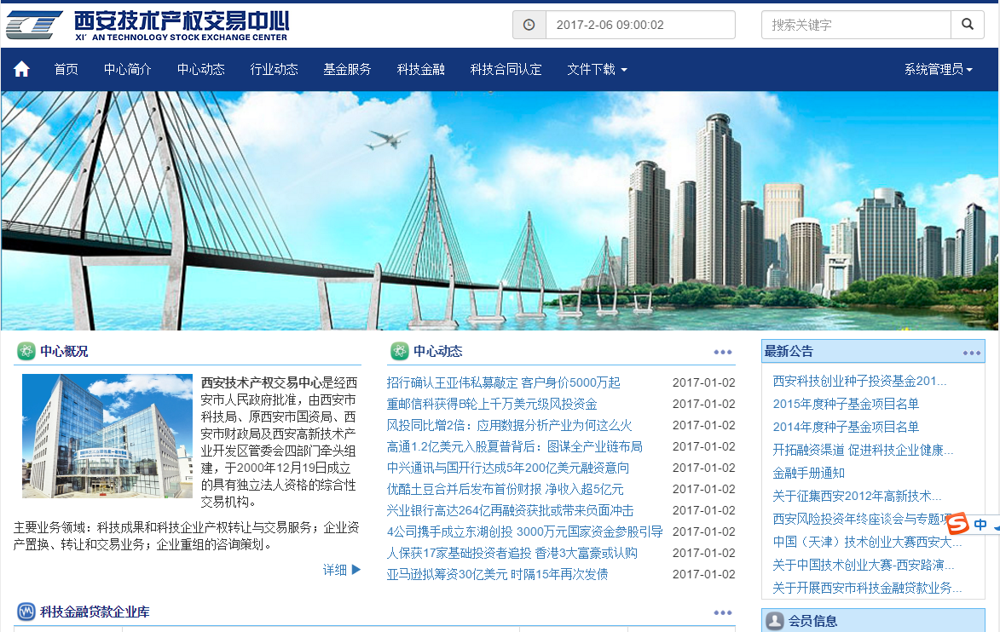 西安技术产权交易中心
XI'AN TECHNOLOGY STOCK EXCHANGE CENTER
2017-2-06 09:00:02
搜索关键字
首页 中心简介 中心动态 行业动态 基金服务 科技金融 科技合同认定 文件下载 系统管理员
中心概况
西安技术产权交易中心是经西
安市人民政府批准，由西安市
科技局、原西安市国资局、西
安市财政局及西安高新技术产
业开发区管委会四部门牵头组
建，于2000年12月19日成立
的具有独立法人资格的综合性
交易机构。
主要业务领域：科技成果和科技企业产权转让与交易服务；企业资
产置换、转让和交易业务；企业重组的咨询策划。
详细
中心动态
招行确认王亚伟私募敲定 客户身价5000万起 2017-01-02
重邮信科获得B轮上千万美元级风投资金 2017-01-02
风投同比增2倍：应用数据分析产业为何这么火 2017-01-02
高通1.2亿美元入股夏普背后：图谋全产业链布局 2017-01-02
中兴通讯与国开行达成5年200亿美元融资意向 2017-01-02
优酷土豆合并后发布首份财报 净收入超5亿元 2017-01-02
兴业银行高达264亿再融资获批或带来负面冲击 2017-01-02
4公司携手成立东湖创投 3000万元国家资金参股引导 2017-01-02
人保获17家基础投资者追投 香港3大富豪或认购 2017-01-02
亚马逊拟筹资30亿美元 时隔15年再次发债 2017-01-02
最新公告
西安科技创业种子投资基金201...
2015年度种子基金项目名单
2014年度种子基金项目名单
开拓融资渠道 促进科技企业健康...
金融手册通知
关于征集西安2012年高新技术...
西安风险投资年终座谈会与专题项
中国（天津）技术创业大赛西安大...
关于中国技术创业大赛-西安路演...
关于开展西安市科技金融贷款业务...
中
科技金融贷款企业库
会员信息